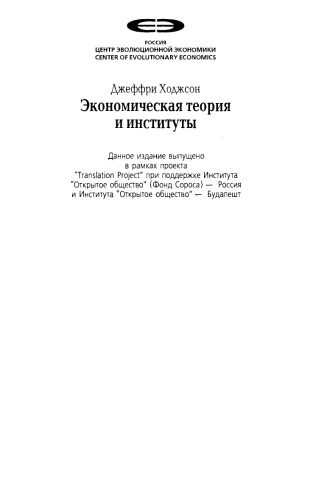 РОССИЯ
ЦЕНТР ЭВОЛЮЦИОННОЙ ЭКОНОМИКИ
CENTER OF EVOLUTIONARY ECONOMICS
Джеффри Ходжсон
Экономическая теория
и институты
Данное издание выпущено
в рамках проекта
"Translation Project" при поддержке Института
"Открытое общество" (Фонд Сороса) — Россия
и Института "Открытое общество" — Будапешт